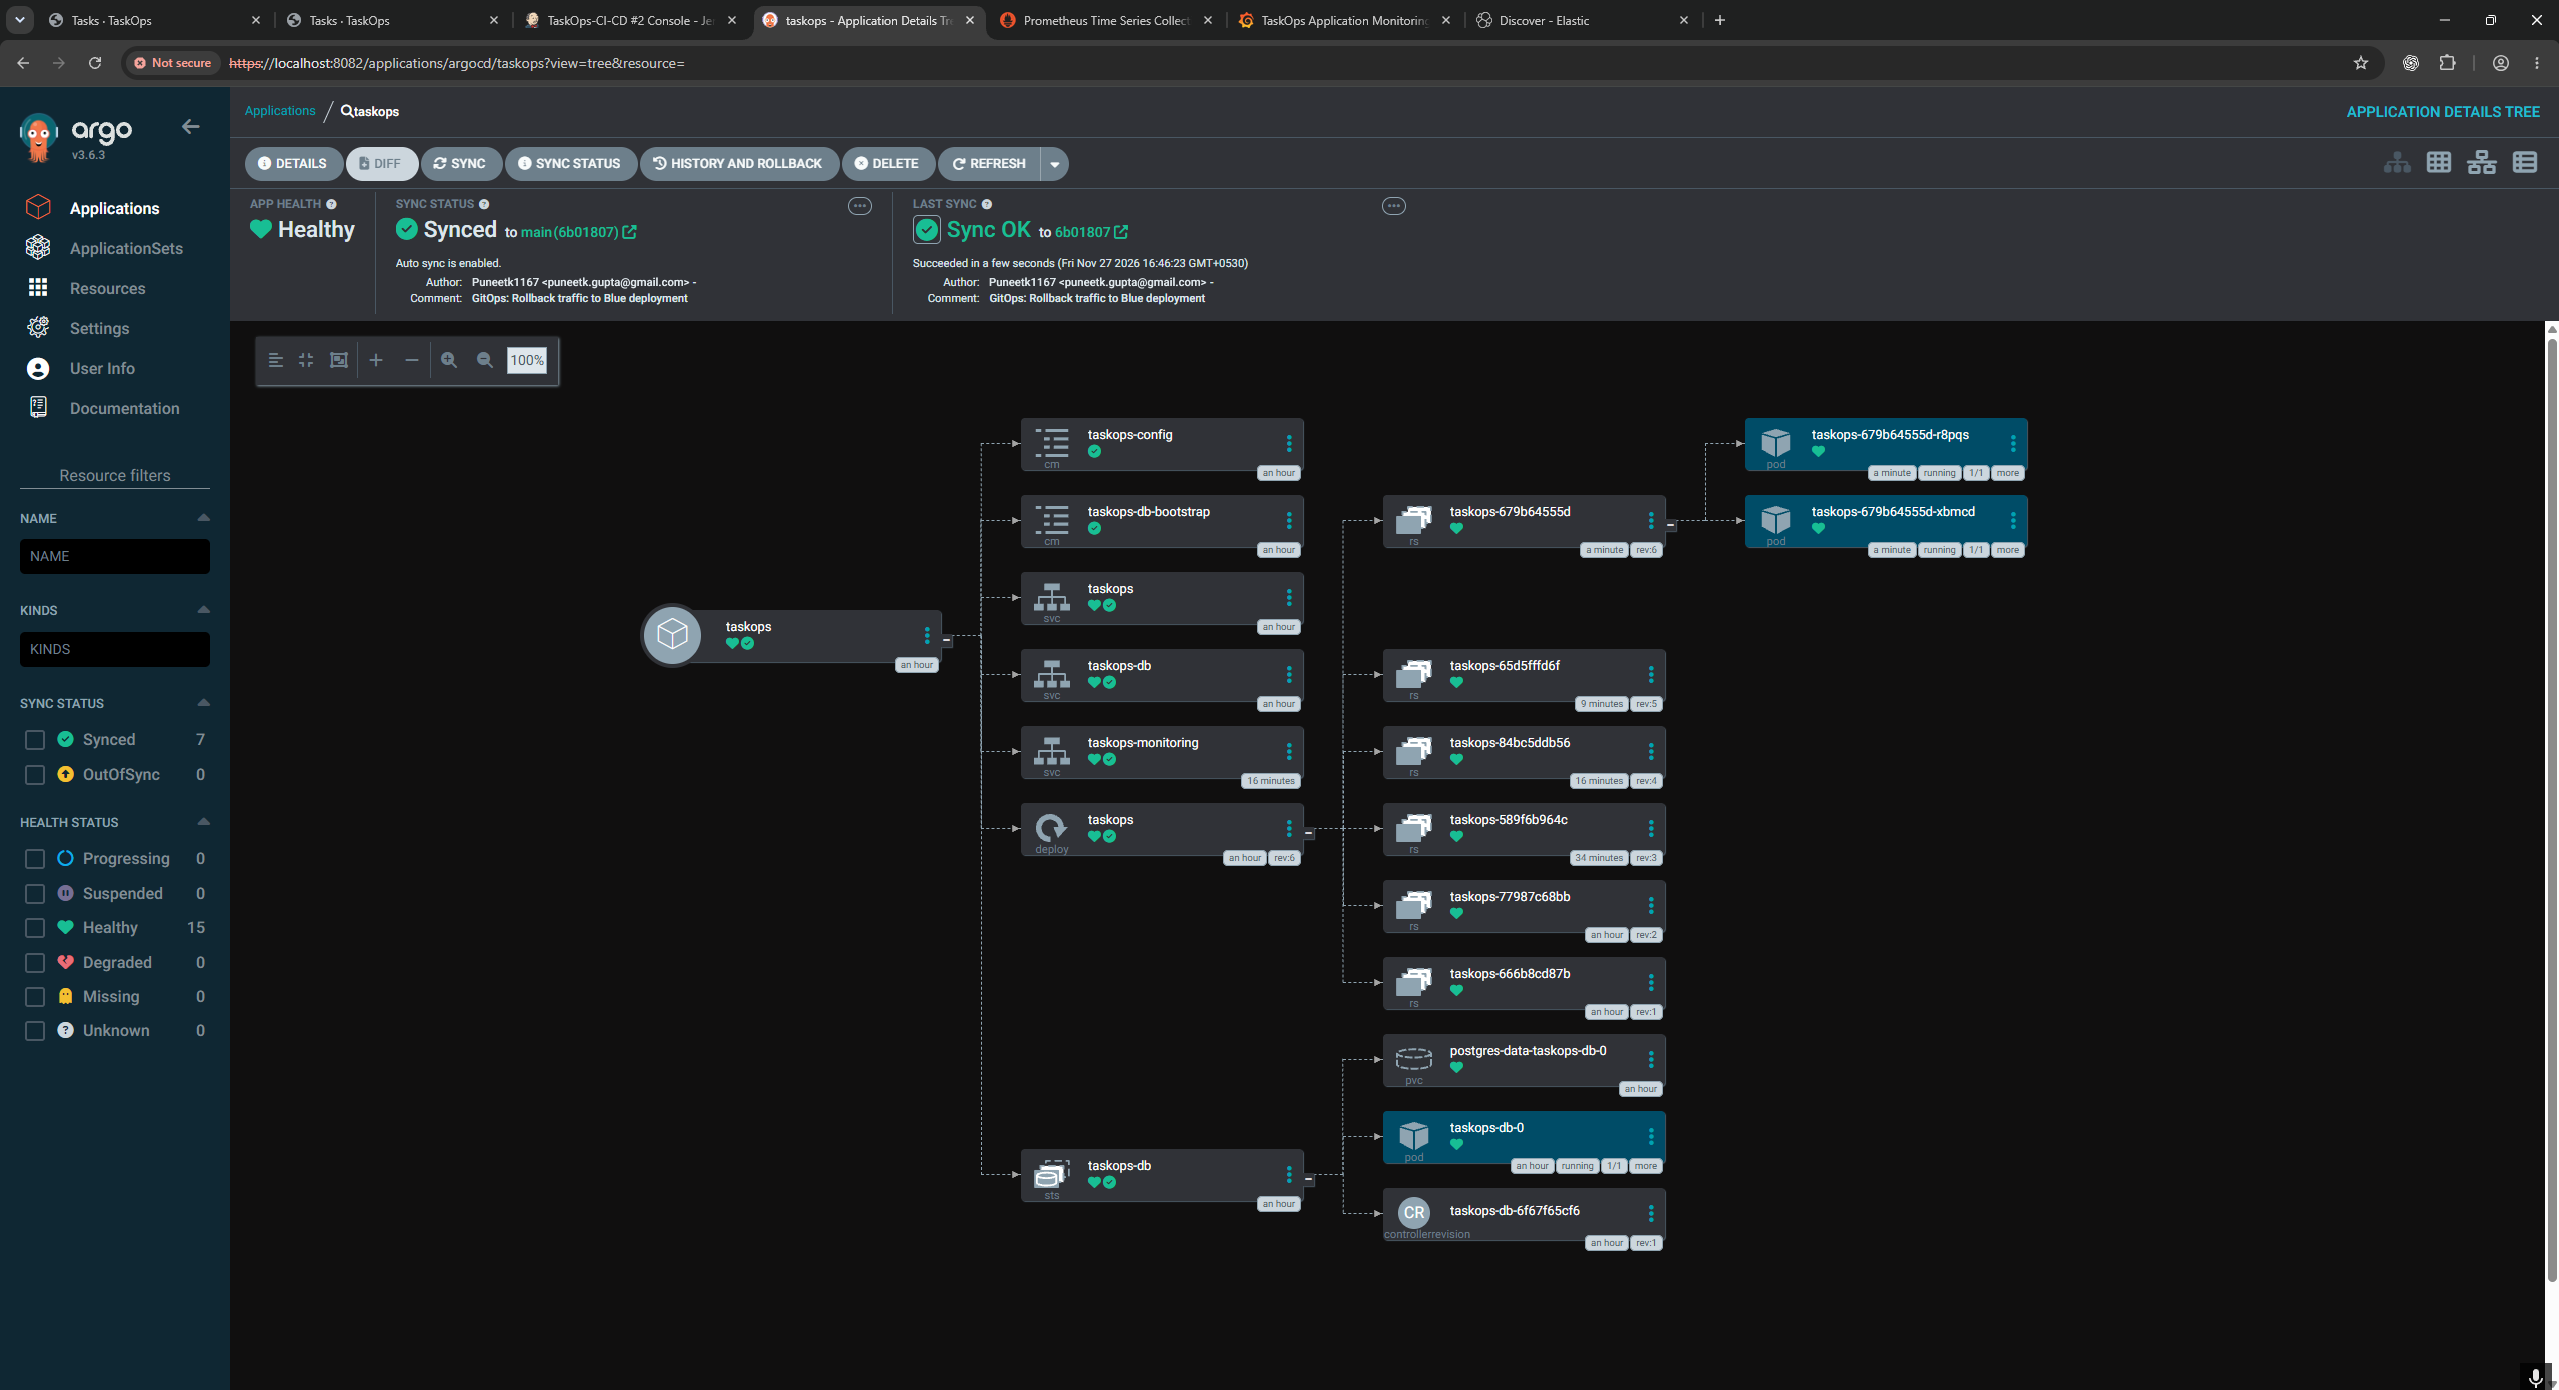 Tasks · TaskOps
Tasks · TaskOps
TaskOps-CI-CD #2 Console - Je
taskops - Application Details Tre
Prometheus Time Series Collect
TaskOps Application Monitoring
Discover - Elastic
Not secure
https://localhost:8082/applications/argocd/taskops?view=tree&resource=
argo
v3.6.3
Applications
ApplicationSets
Resources
Settings
User Info
Documentation
Resource filters
NAME
NAME
KINDS
KINDS
SYNC STATUS
Synced 7
OutOfSync 0
HEALTH STATUS
Progressing 0
Suspended 0
Healthy 15
Degraded 0
Missing 0
Unknown 0
Applications / taskops
APPLICATION DETAILS TREE
DETAILS
DIFF
SYNC
SYNC STATUS
HISTORY AND ROLLBACK
DELETE
REFRESH
APP HEALTH
Healthy
SYNC STATUS
Synced to main (6b01807)
Auto sync is enabled.
Author: Puneetk1167 <puneetk.gupta@gmail.com> -
Comment: GitOps: Rollback traffic to Blue deployment
LAST SYNC
Sync OK to 6b01807
Succeeded in a few seconds (Fri Nov 27 2026 16:46:23 GMT+0530)
Author: Puneetk1167 <puneetk.gupta@gmail.com> -
Comment: GitOps: Rollback traffic to Blue deployment
100%
taskops
an hour
taskops-config
cm
an hour
taskops-db-bootstrap
cm
an hour
taskops
svc
an hour
taskops-db
svc
an hour
taskops-monitoring
svc
16 minutes
taskops
deploy
an hour rev:6
taskops-db
sts
an hour
taskops-679b64555d
rs
a minute rev:6
taskops-65d5fffd6f
rs
9 minutes rev:5
taskops-84bc5ddb56
rs
16 minutes rev:4
taskops-589f6b964c
rs
34 minutes rev:3
taskops-77987c68bb
rs
an hour rev:2
taskops-666b8cd87b
rs
an hour rev:1
postgres-data-taskops-db-0
pvc
an hour
taskops-db-0
pod
an hour running 1/1 more
CR
taskops-db-6f67f65cf6
controllerrevision
an hour rev:1
taskops-679b64555d-r8pqs
pod
a minute running 1/1 more
taskops-679b64555d-xbmcd
pod
a minute running 1/1 more